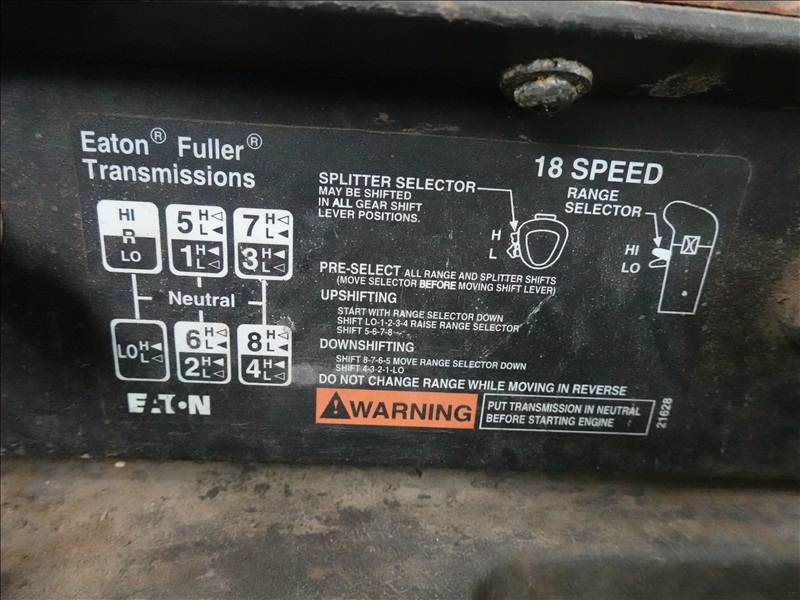 Eaton® Fuller®
Transmissions
18 SPEED
SPLITTER SELECTOR
MAY BE SHIFTED
IN ALL GEAR SHIFT
LEVER POSITIONS.
H
L
RANGE
SELECTOR
HI
LO
HI
R
LO
5 H L
1 H L
7 H L
3 H L
Neutral
LO H L
6 H L
2 H L
8 H L
4 H L
EATON
PRE-SELECT ALL RANGE AND SPLITTER SHIFTS
(MOVE SELECTOR BEFORE MOVING SHIFT LEVER)
UPSHIFTING
START WITH RANGE SELECTOR DOWN
SHIFT LO-1-2-3-4 RAISE RANGE SELECTOR
SHIFT 5-6-7-8
DOWNSHIFTING
SHIFT 8-7-6-5 MOVE RANGE SELECTOR DOWN
SHIFT 4-3-2-1-LO
DO NOT CHANGE RANGE WHILE MOVING IN REVERSE
WARNING
PUT TRANSMISSION IN NEUTRAL
BEFORE STARTING ENGINE
21628